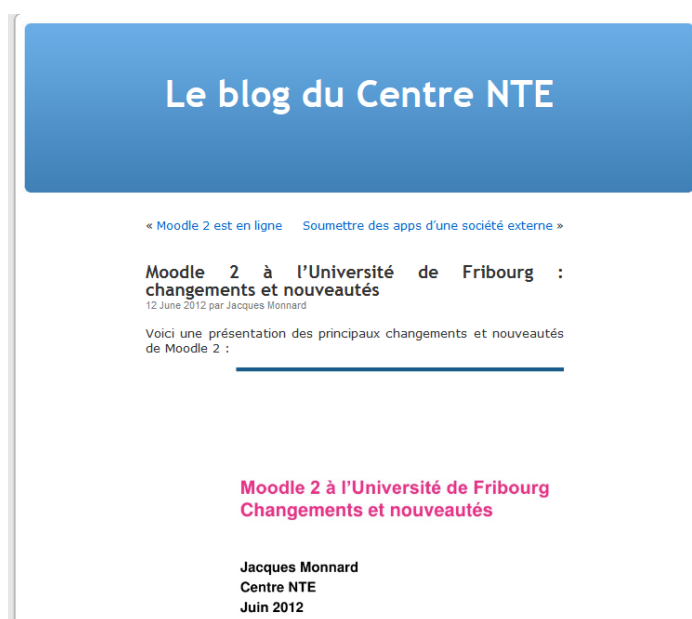 Le blog du Centre NTE
« Moodle 2 est en ligne Soumettre des apps d'une société externe »
Moodle 2 à l'Université de Fribourg :
changements et nouveautés
12 June 2012 par Jacques Monnard
Voici une présentation des principaux changements et nouveautés
de Moodle 2 :
Moodle 2 à l'Université de Fribourg
Changements et nouveautés
Jacques Monnard
Centre NTE
Juin 2012